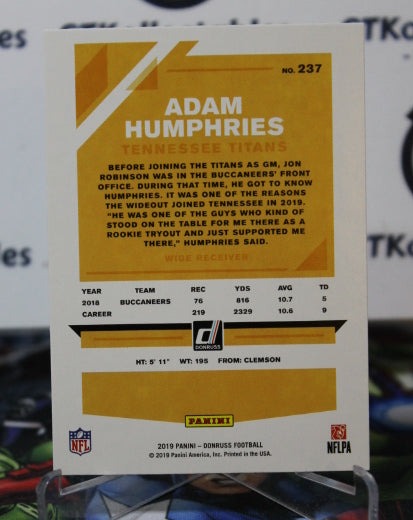 CTKollectables
NO. 237
ADAM
HUMPHRIES
TENNESSEE TITANS
BEFORE JOINING THE TITANS AS GM, JON
ROBINSON WAS IN THE BUCCANEERS' FRONT
OFFICE. DURING THAT TIME, HE GOT TO KNOW
HUMPHRIES. IT WAS ONE OF THE REASONS
THE WIDEOUT JOINED TENNESSEE IN 2019.
"HE WAS ONE OF THE GUYS WHO KIND OF
STOOD ON THE TABLE FOR ME THERE AS A
ROOKIE TRYOUT AND JUST SUPPORTED ME
THERE," HUMPHRIES SAID.
WIDE RECEIVER
YEAR TEAM REC YDS AVG TD
2018 BUCCANEERS 76 816 10.7 5
CAREER 219 2329 10.6 9
DONRUSS
HT: 5' 11" WT: 195 FROM: CLEMSON
PANINI
NFL
NFLPA
2019 PANINI – DONRUSS FOOTBALL
© 2019 Panini America, Inc. Printed in the USA.